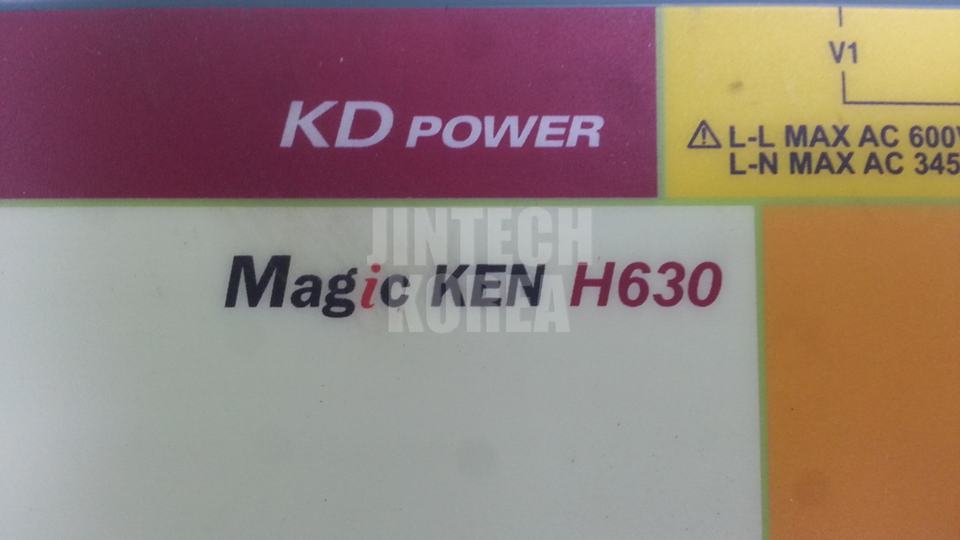 KD POWER
V1
⚠ L-L MAX AC 600V
L-N MAX AC 345
JINTECH
Magic KEN H630
KOREA